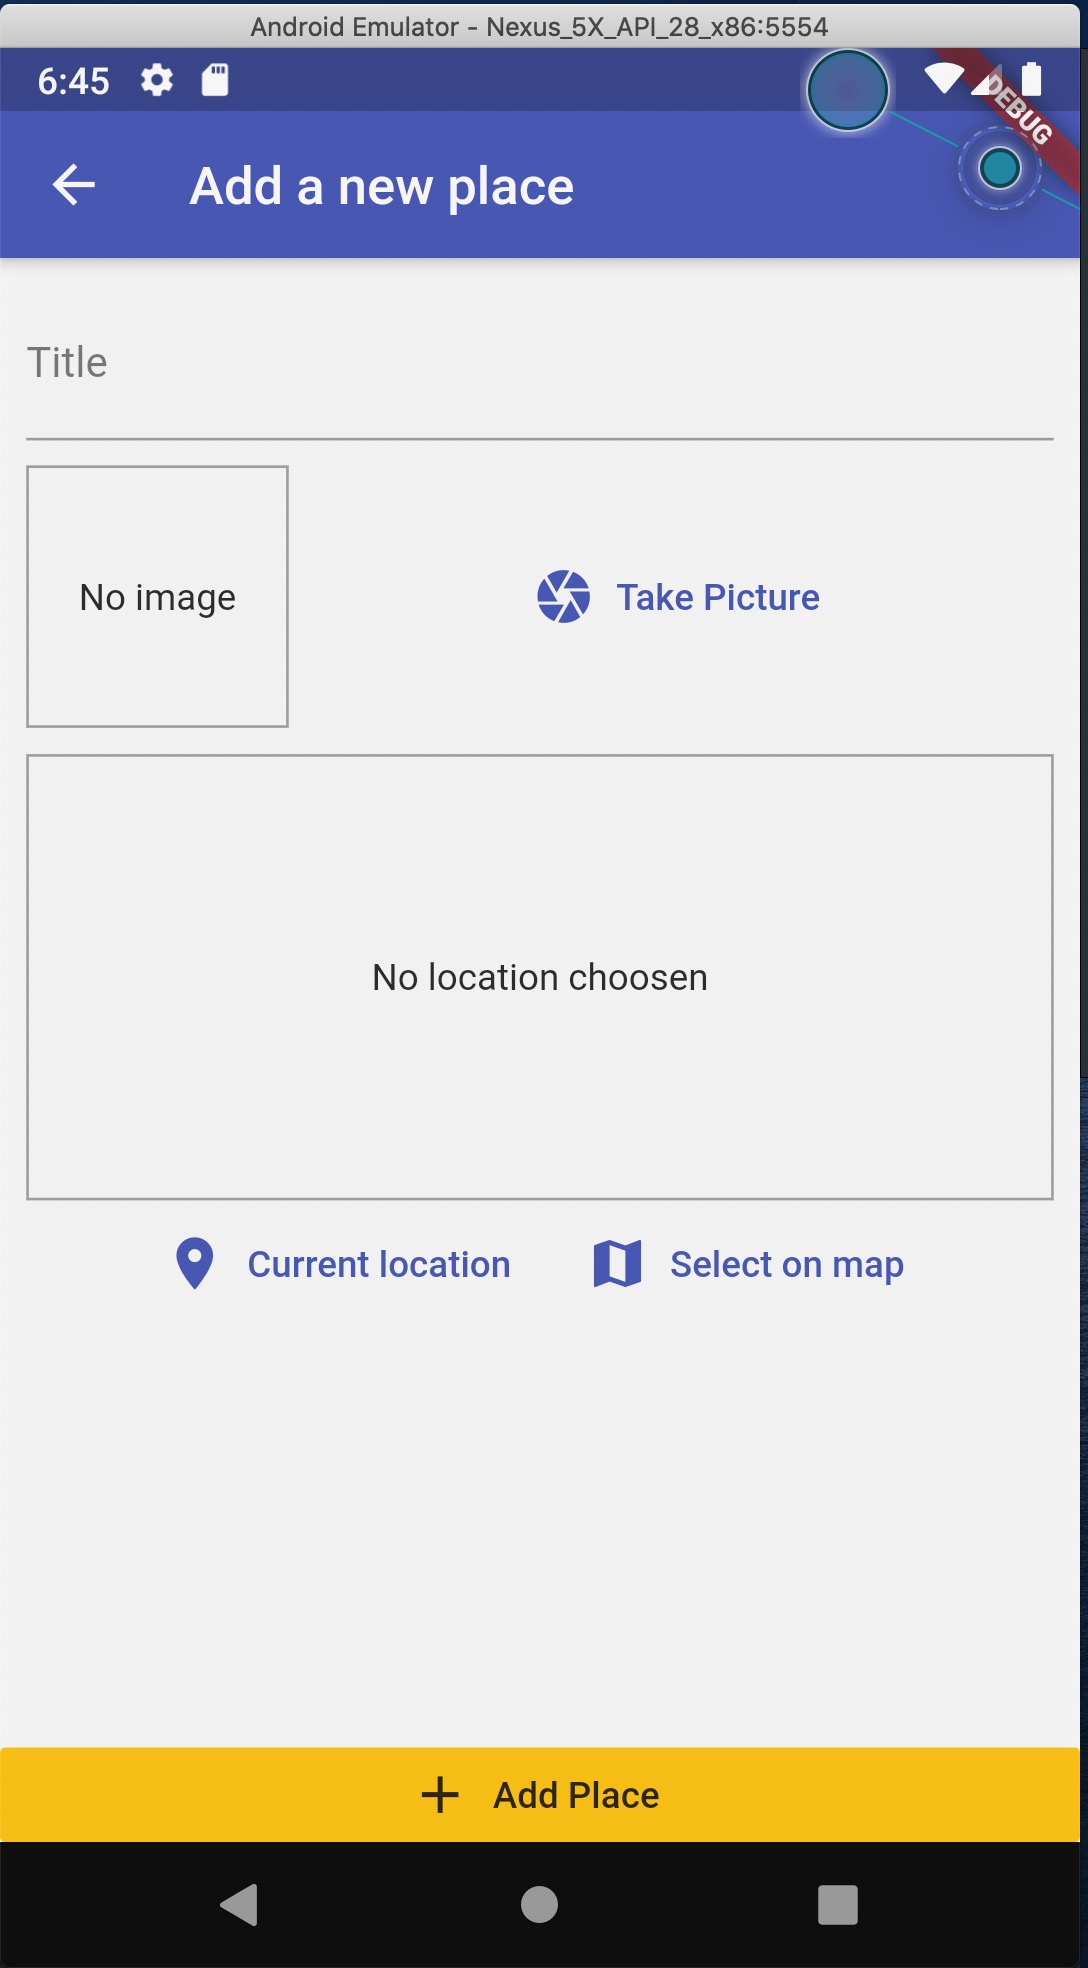 Android Emulator - Nexus_5X_API_28_x86:5554
6:45
DEBUG
Add a new place
Title
No image
Take Picture
No location choosen
Current location
Select on map
Add Place